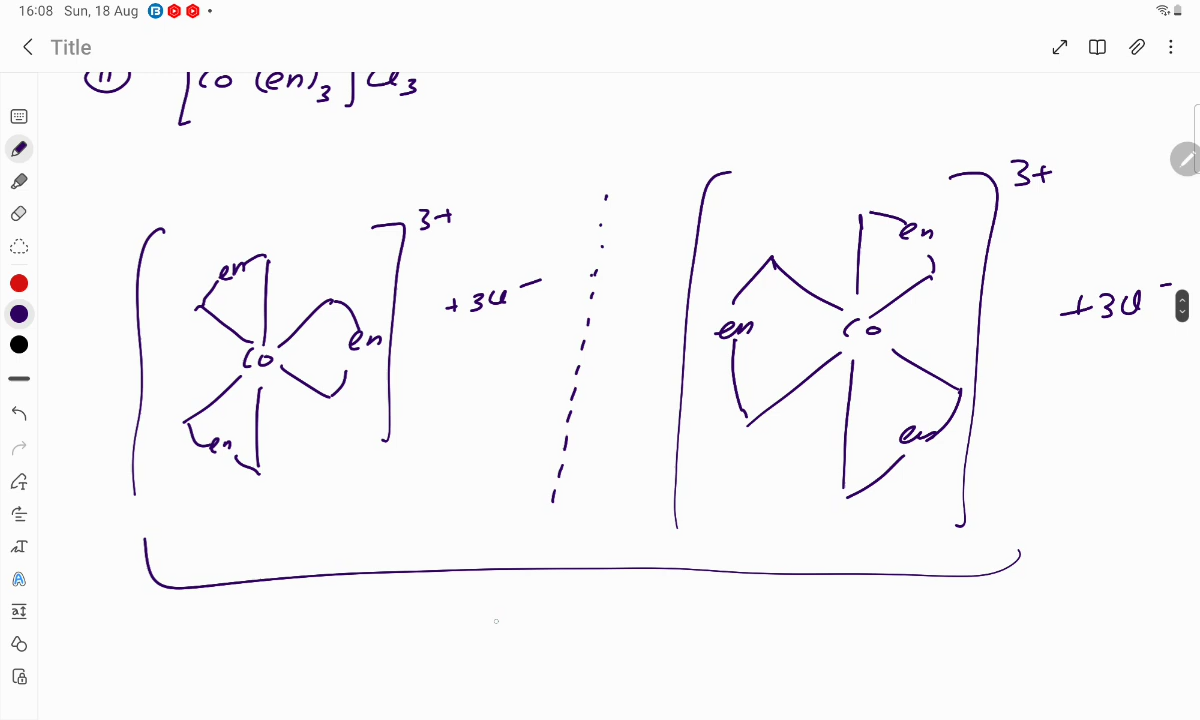 16:08 Sun, 18 Aug
Title
(ii) [Co (en)3]Cl3
3+
3+
en
en
en
en
+3Cl−
+3Cl−
Co
Co
en
en